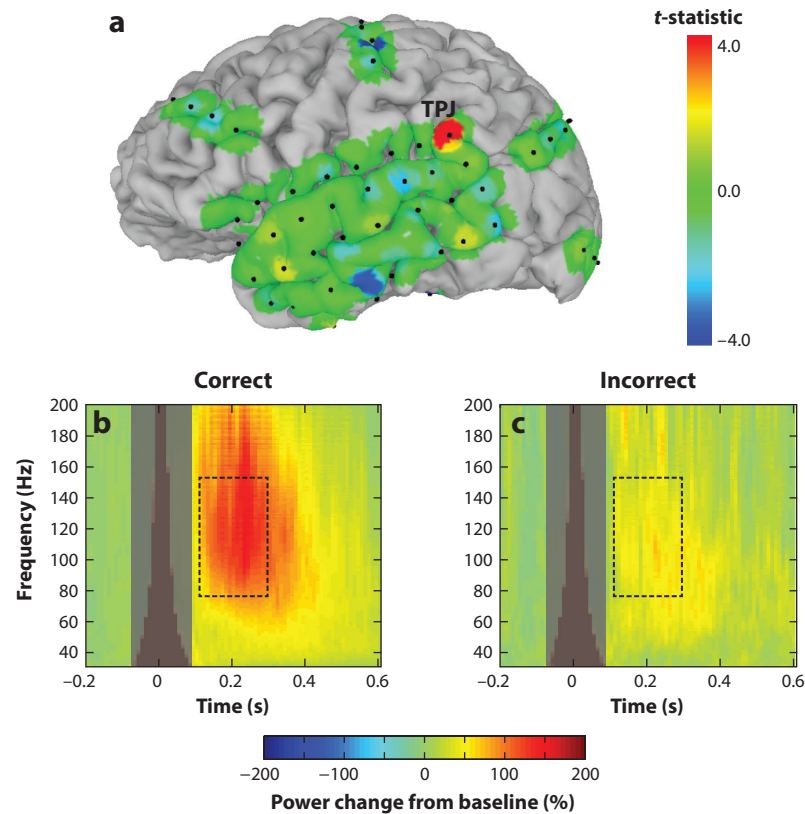 a
t-statistic
4.0
0.0
−4.0
TPJ
Correct
b
200
180
160
140
120
100
80
60
40
Frequency (Hz)
−0.2 0 0.2 0.4 0.6
Time (s)
Incorrect
c
200
180
160
140
120
100
80
60
40
−0.2 0 0.2 0.4 0.6
Time (s)
−200 −100 0 100 200
Power change from baseline (%)